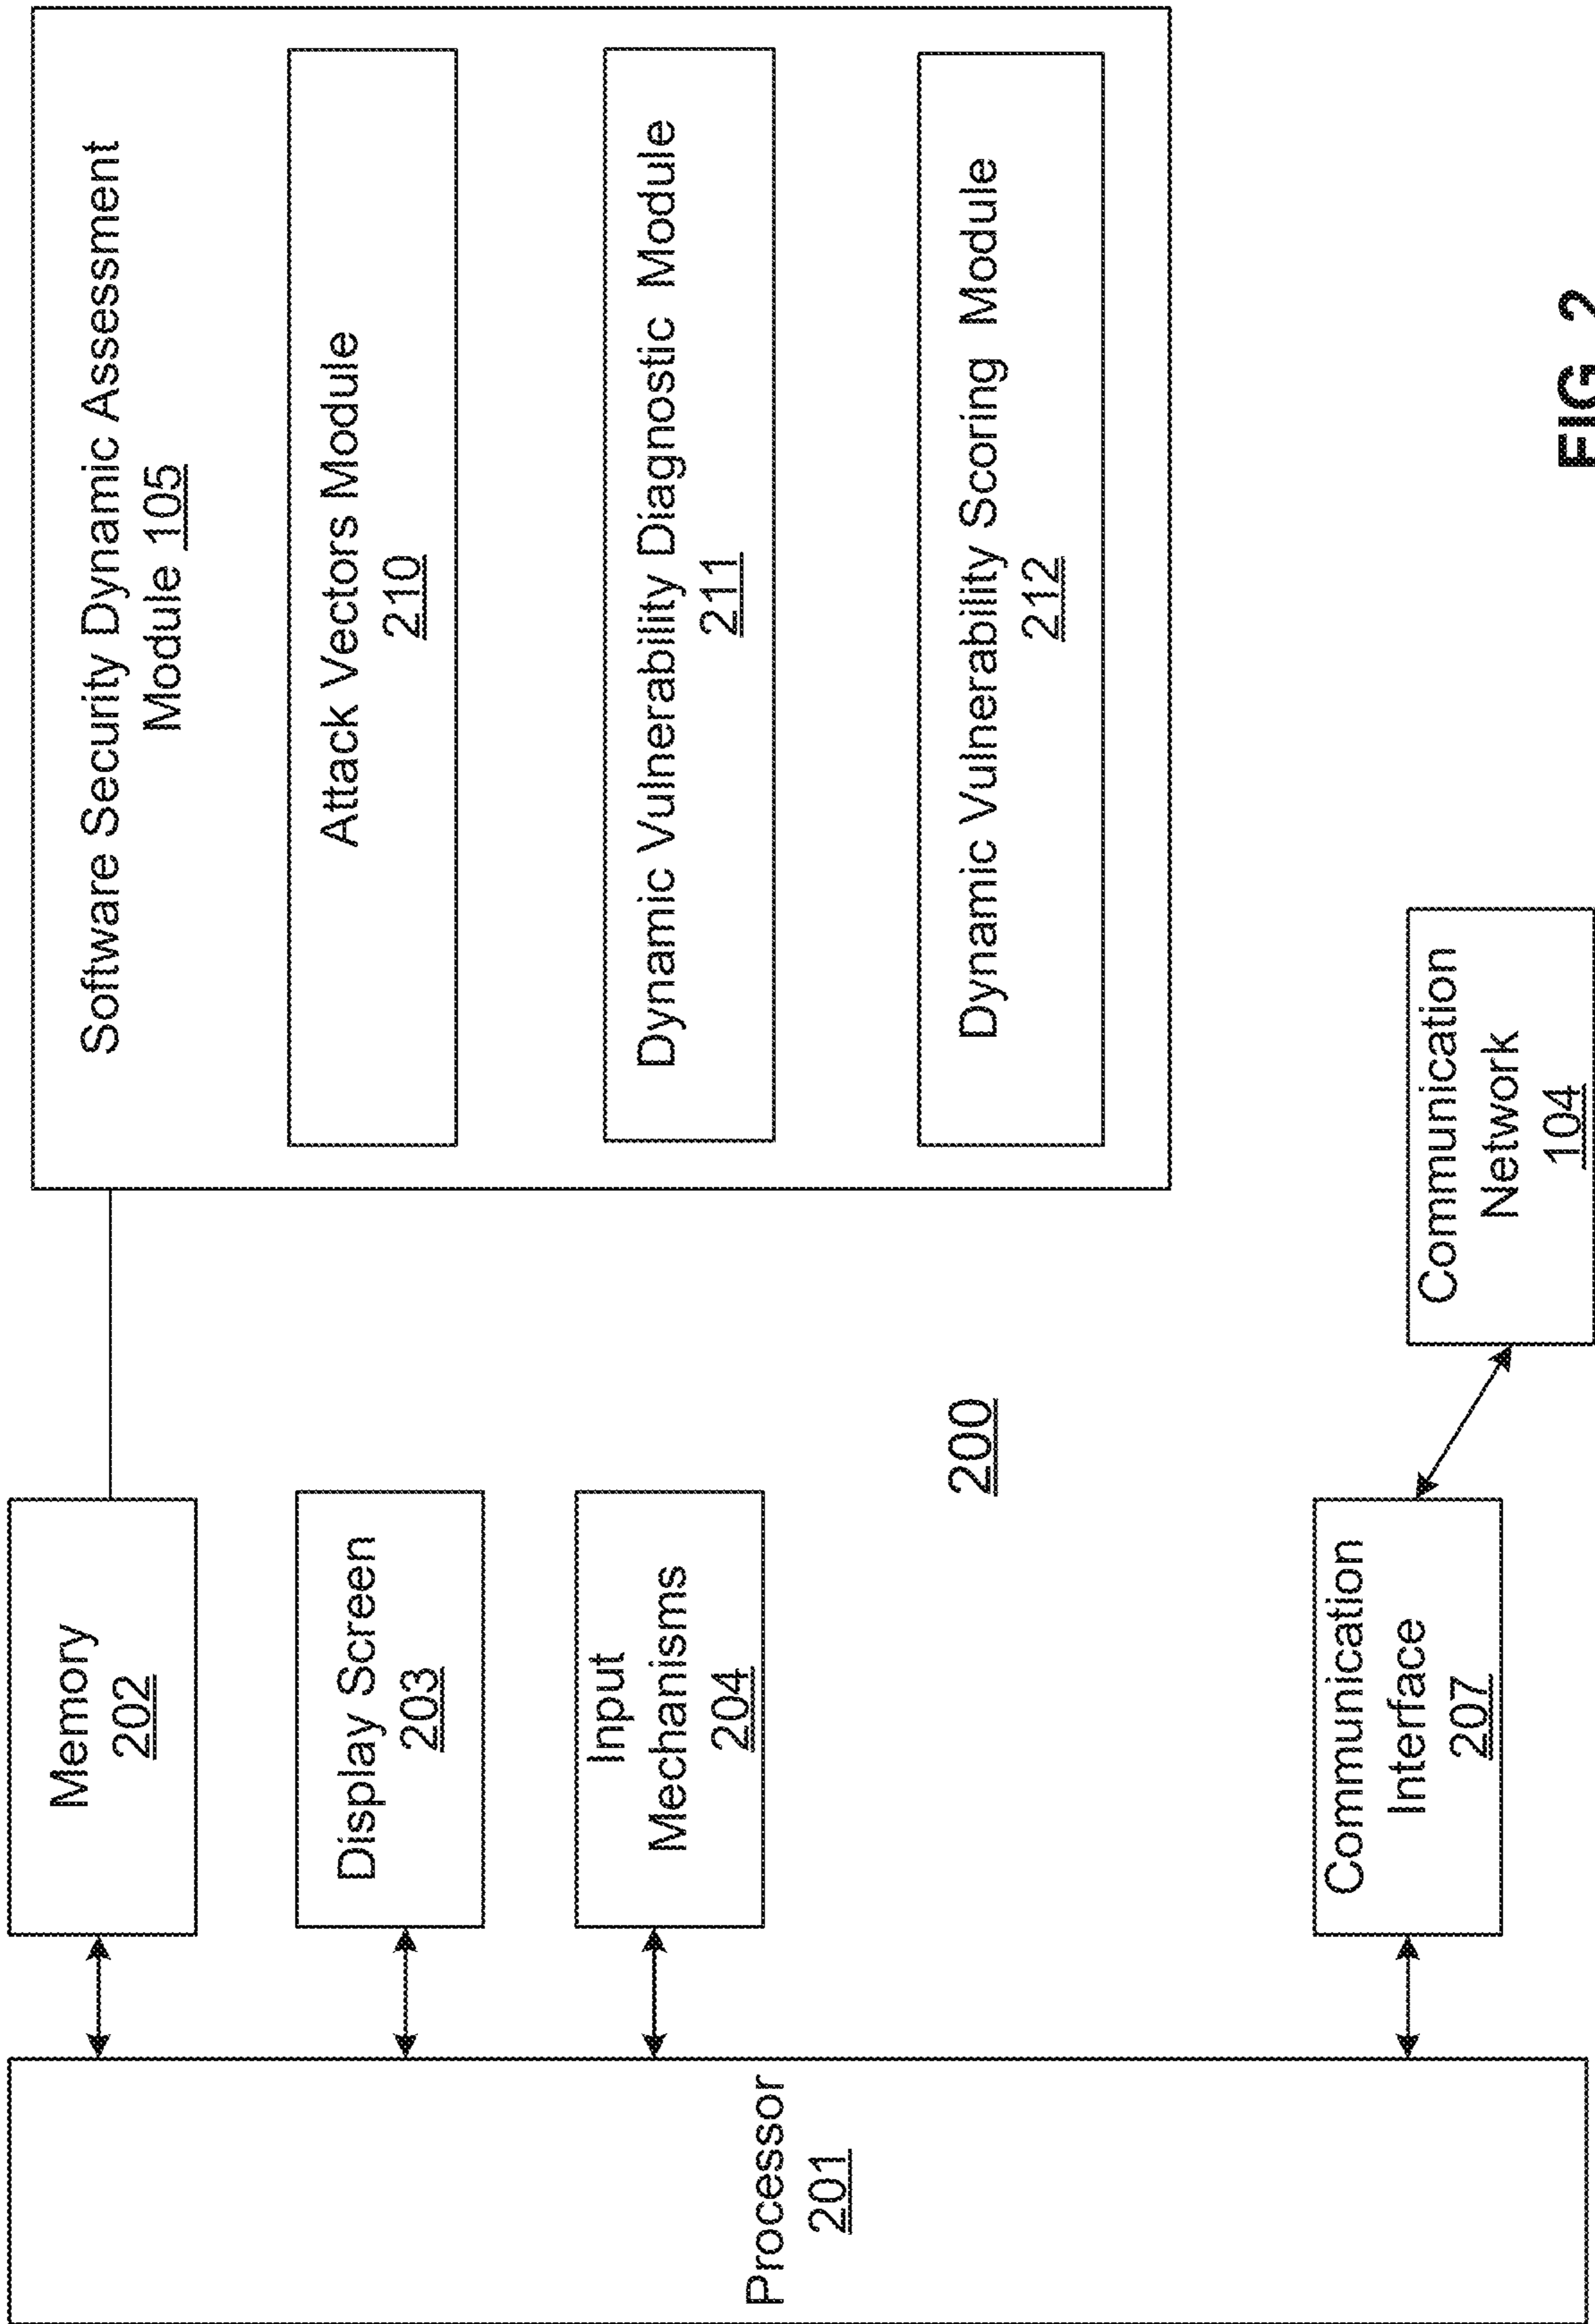 Processor
201
Memory
202
Display Screen
203
Input
Mechanisms
204
Communication
Interface
207
200
Communication
Network
104
Software Security Dynamic Assessment
Module 105
Attack Vectors Module
210
Dynamic Vulnerability Diagnostic Module
211
Dynamic Vulnerability Scoring Module
212
FIG. 2